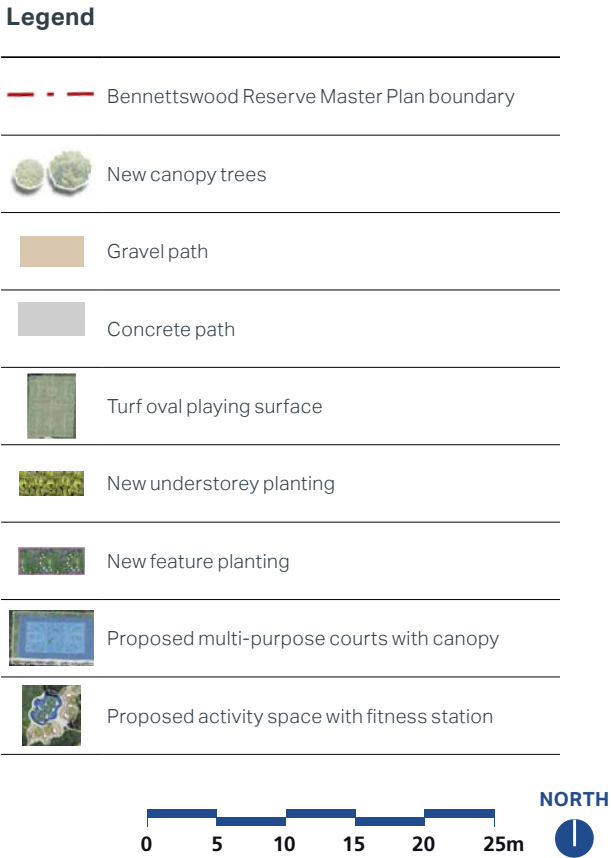 Legend
Bennettswood Reserve Master Plan boundary
New canopy trees
Gravel path
Concrete path
Turf oval playing surface
New understorey planting
New feature planting
Proposed multi-purpose courts with canopy
Proposed activity space with fitness station
NORTH
0 5 10 15 20 25m